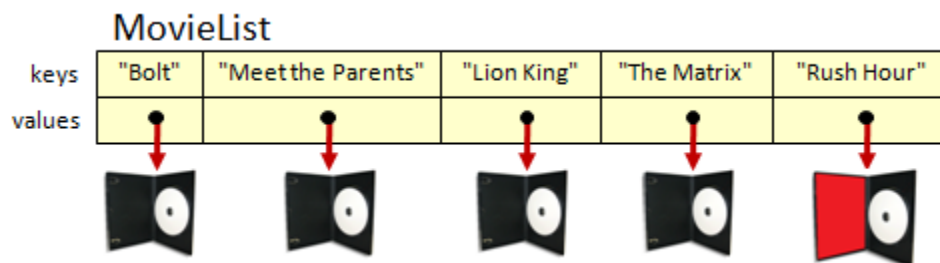 MovieList
keys "Bolt" "Meet the Parents" "Lion King" "The Matrix" "Rush Hour"
values